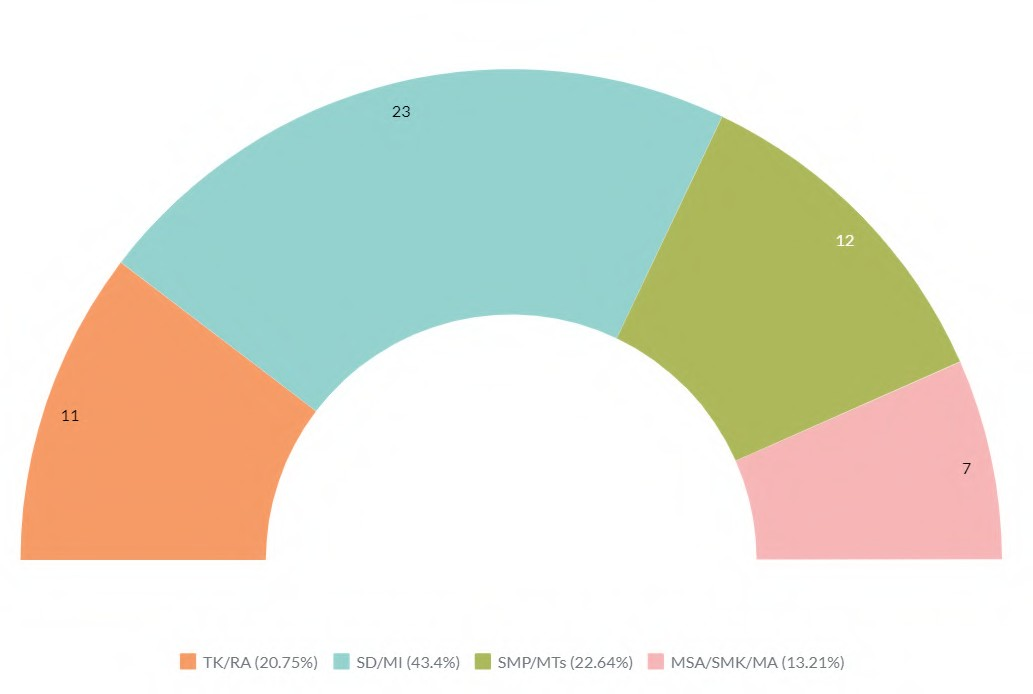 23
12
11
7
TK/RA (20.75%) SD/MI (43.4%) SMP/MTs (22.64%) MSA/SMK/MA (13.21%)